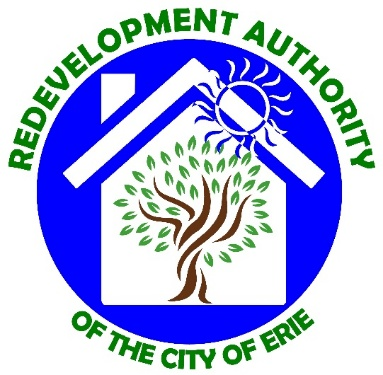 REDEVELOPMENT AUTHORITY
OF THE CITY OF ERIE